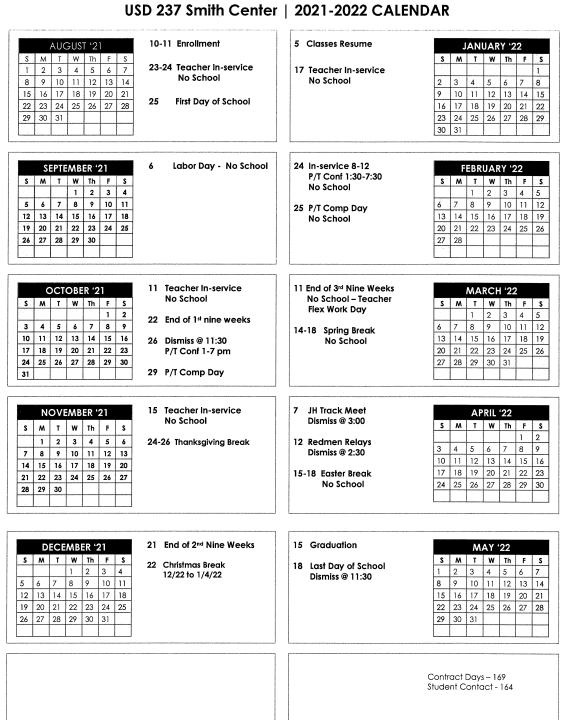 USD 237 Smith Center | 2021-2022 CALENDAR
AUGUST '21
S M T W Th F S
1 2 3 4 5 6 7
8 9 10 11 12 13 14
15 16 17 18 19 20 21
22 23 24 25 26 27 28
29 30 31
10-11 Enrollment
23-24 Teacher In-service
No School
25 First Day of School
5 Classes Resume
17 Teacher In-service
No School
JANUARY '22
S M T W Th F S
1
2 3 4 5 6 7 8
9 10 11 12 13 14 15
16 17 18 19 20 21 22
23 24 25 26 27 28 29
30 31
SEPTEMBER '21
S M T W Th F S
1 2 3 4
5 6 7 8 9 10 11
12 13 14 15 16 17 18
19 20 21 22 23 24 25
26 27 28 29 30
6 Labor Day - No School
24 In-service 8-12
P/T Conf 1:30-7:30
No School
25 P/T Comp Day
No School
FEBRUARY '22
S M T W Th F S
1 2 3 4 5
6 7 8 9 10 11 12
13 14 15 16 17 18 19
20 21 22 23 24 25 26
27 28
OCTOBER '21
S M T W Th F S
1 2
3 4 5 6 7 8 9
10 11 12 13 14 15 16
17 18 19 20 21 22 23
24 25 26 27 28 29 30
31
11 Teacher In-service
No School
22 End of 1st nine weeks
26 Dismiss @ 11:30
P/T Conf 1-7 pm
29 P/T Comp Day
11 End of 3rd Nine Weeks
No School – Teacher
Flex Work Day
14-18 Spring Break
No School
MARCH '22
S M T W Th F S
1 2 3 4 5
6 7 8 9 10 11 12
13 14 15 16 17 18 19
20 21 22 23 24 25 26
27 28 29 30 31
NOVEMBER '21
S M T W Th F S
1 2 3 4 5 6
7 8 9 10 11 12 13
14 15 16 17 18 19 20
21 22 23 24 25 26 27
28 29 30
15 Teacher In-service
No School
24-26 Thanksgiving Break
7 JH Track Meet
Dismiss @ 3:00
12 Redmen Relays
Dismiss @ 2:30
15-18 Easter Break
No School
APRIL '22
S M T W Th F S
1 2
3 4 5 6 7 8 9
10 11 12 13 14 15 16
17 18 19 20 21 22 23
24 25 26 27 28 29 30
DECEMBER '21
S M T W Th F S
1 2 3 4
5 6 7 8 9 10 11
12 13 14 15 16 17 18
19 20 21 22 23 24 25
26 27 28 29 30 31
21 End of 2nd Nine Weeks
22 Christmas Break
12/22 to 1/4/22
15 Graduation
18 Last Day of School
Dismiss @ 11:30
MAY '22
S M T W Th F S
1 2 3 4 5 6 7
8 9 10 11 12 13 14
15 16 17 18 19 20 21
22 23 24 25 26 27 28
29 30 31
Contract Days – 169
Student Contact - 164